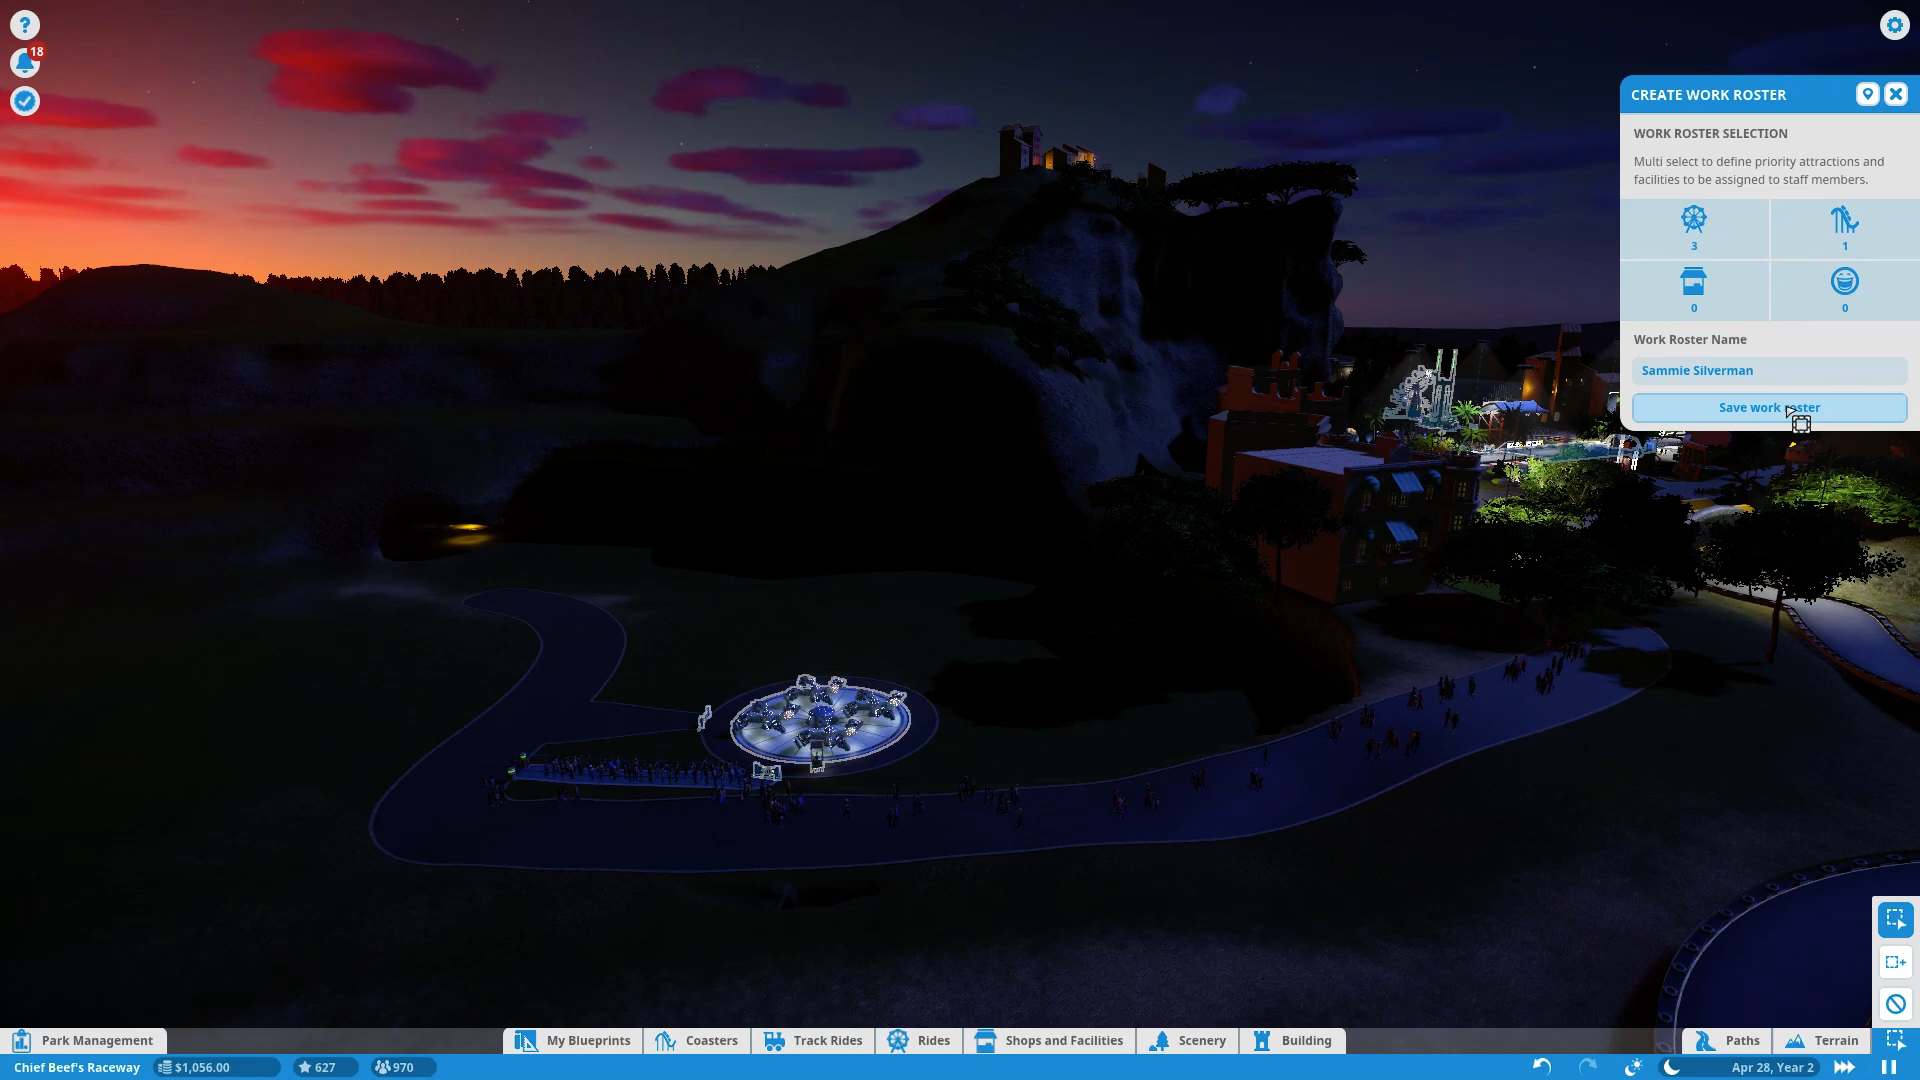 ?
18
CREATE WORK ROSTER
WORK ROSTER SELECTION
Multi select to define priority attractions and
facilities to be assigned to staff members.
3
1
0
0
Work Roster Name
Sammie Silverman
Save work roster
Park Management
My Blueprints
Coasters
Track Rides
Rides
Shops and Facilities
Scenery
Building
Paths
Terrain
Chief Beef's Raceway
$1,056.00
627
970
Apr 28, Year 2